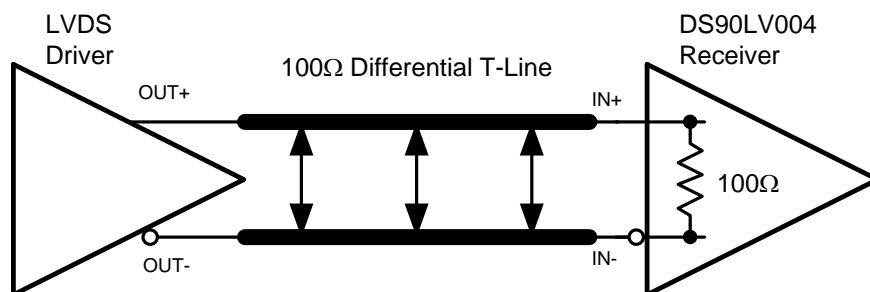 LVDS
Driver
DS90LV004
Receiver
100Ω Differential T-Line
OUT+
IN+
100Ω
OUT-
IN-